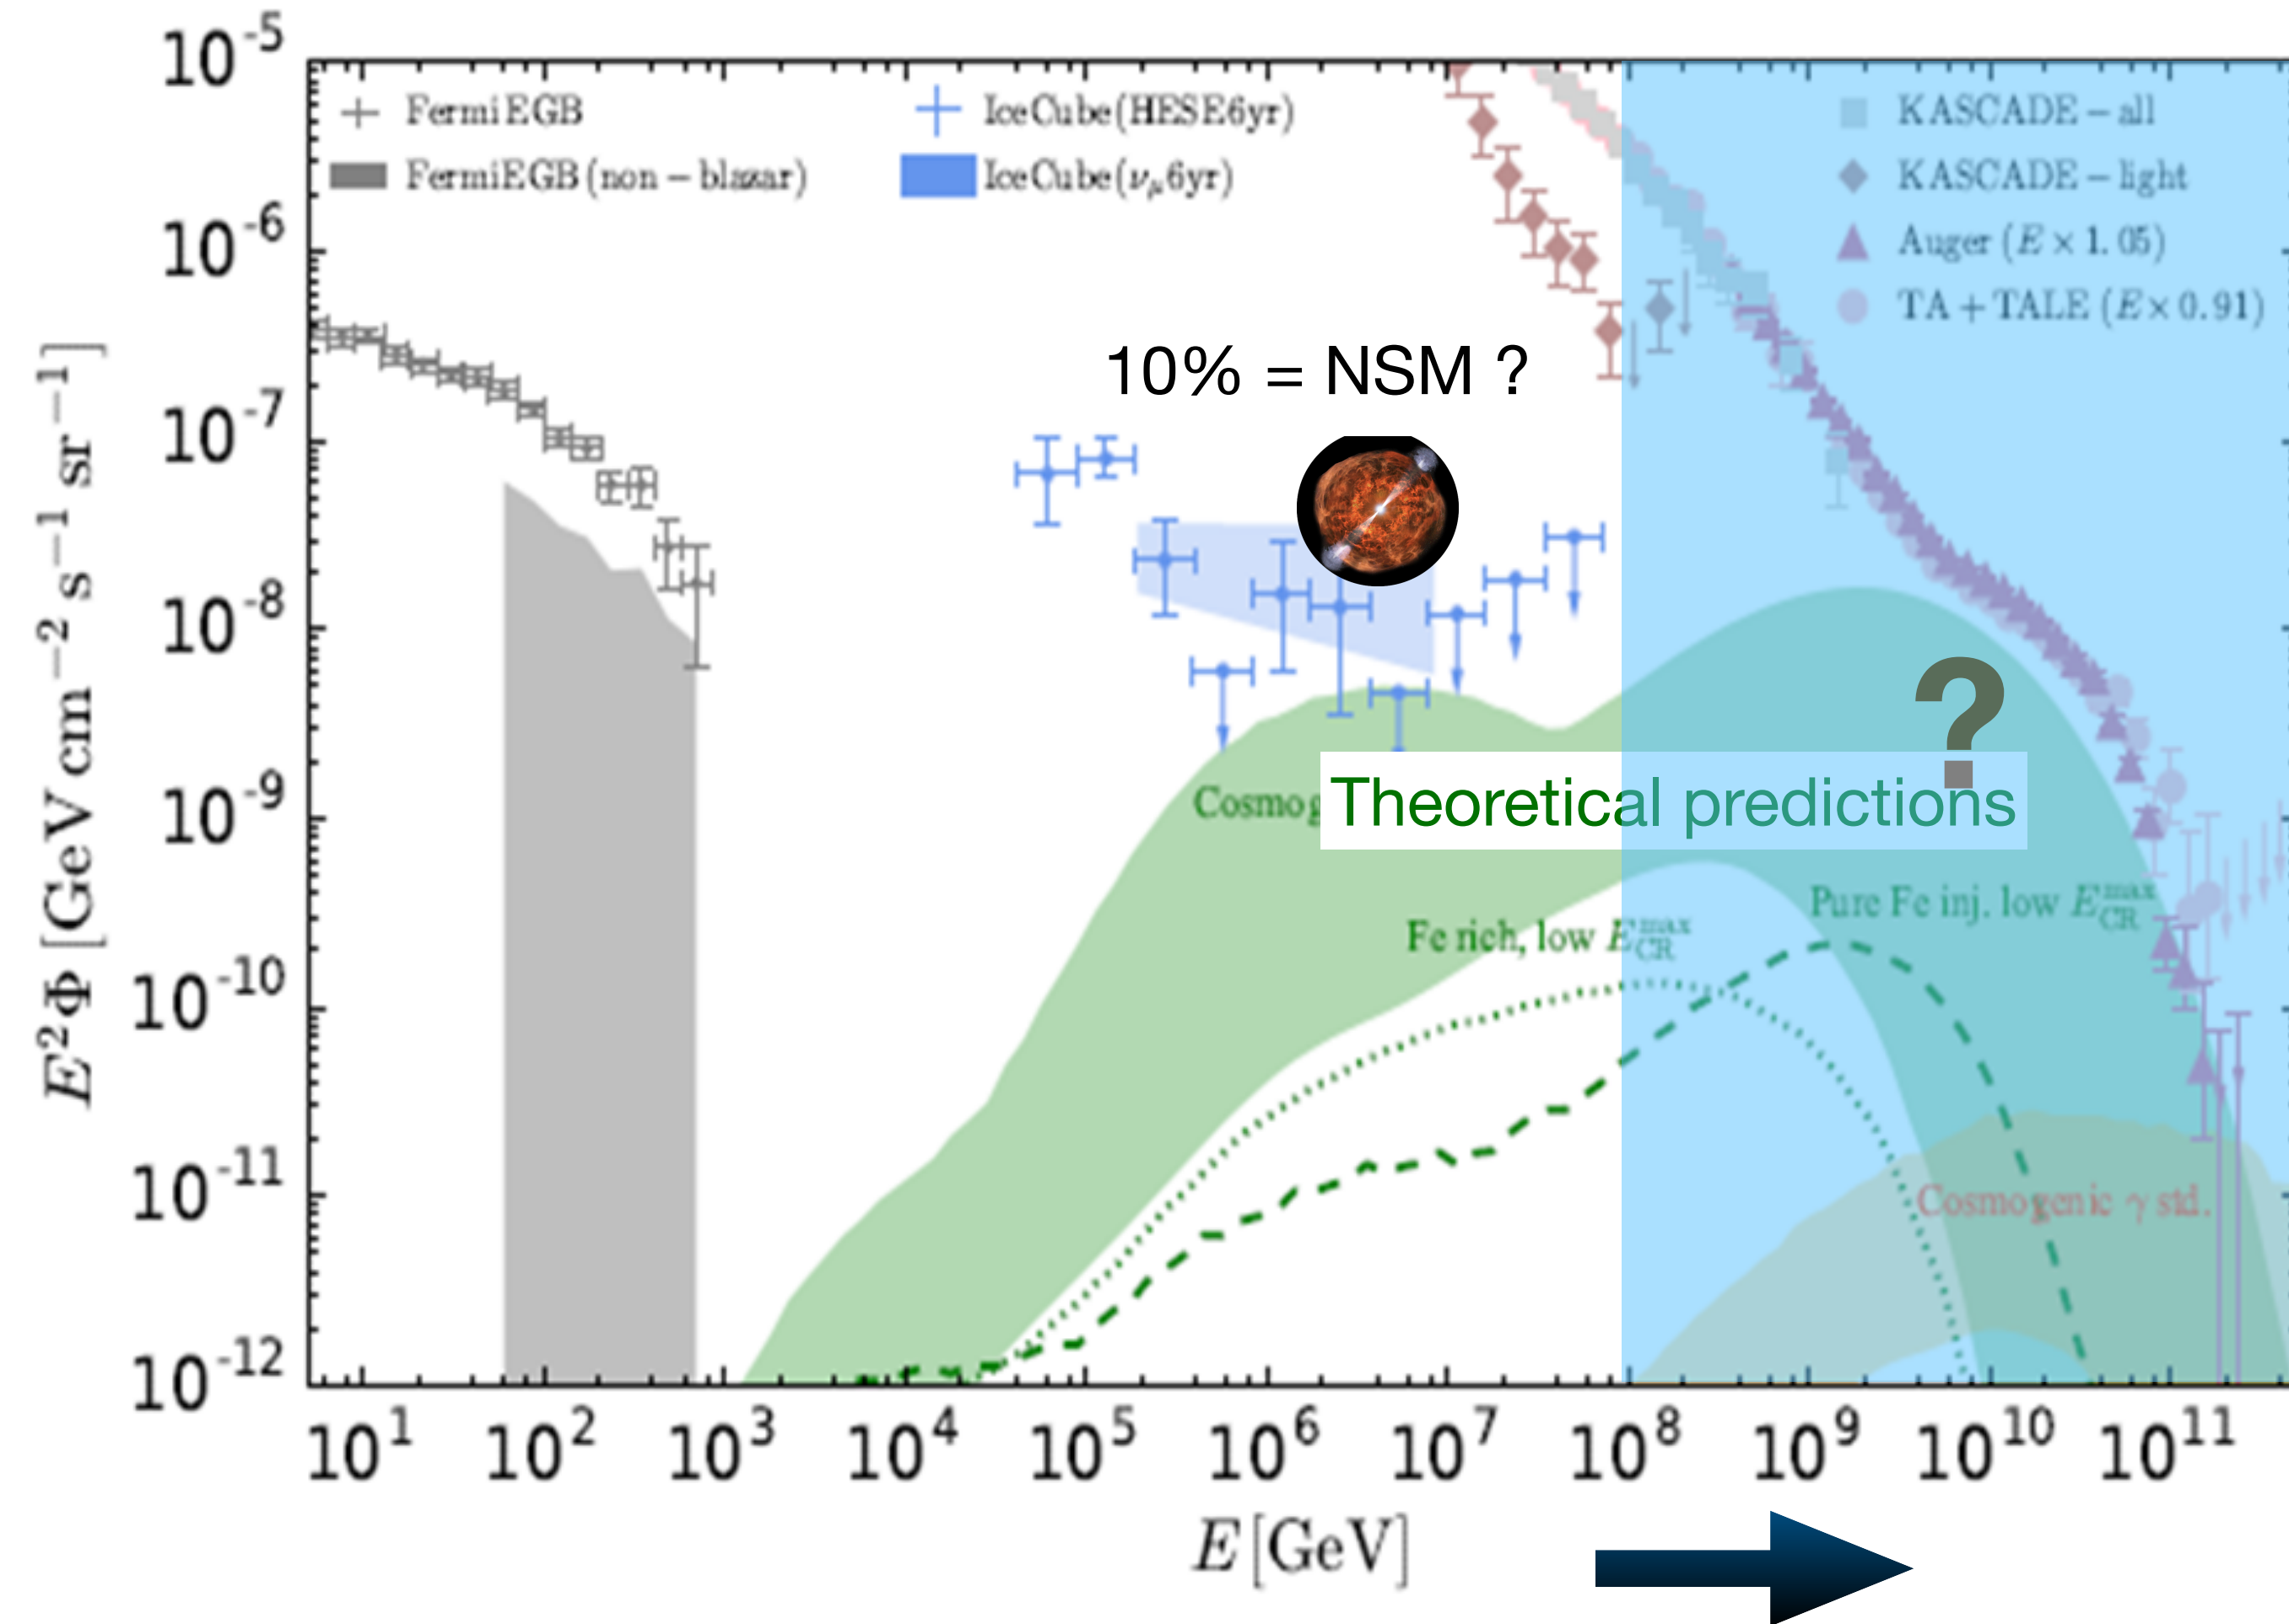 10^-5
10^-6
10^-7
10^-8
10^-9
10^-10
10^-11
10^-12
E²Φ [GeV cm^-2 s^-1 sr^-1]
Fermi EGB
Fermi EGB (non − blazar)
IceCube (HESE 6yr)
IceCube (ν_μ 6yr)
KASCADE − all
KASCADE − light
Auger (E × 1.05)
TA + TALE (E × 0.91)
10% = NSM ?
?
Cosmog
Theoretical predictions
Pure Fe inj. low E_CR^max
Fe rich, low E_CR^max
Cosmogenic γ std.
10^1 10^2 10^3 10^4 10^5 10^6 10^7 10^8 10^9 10^10 10^11
E [GeV]